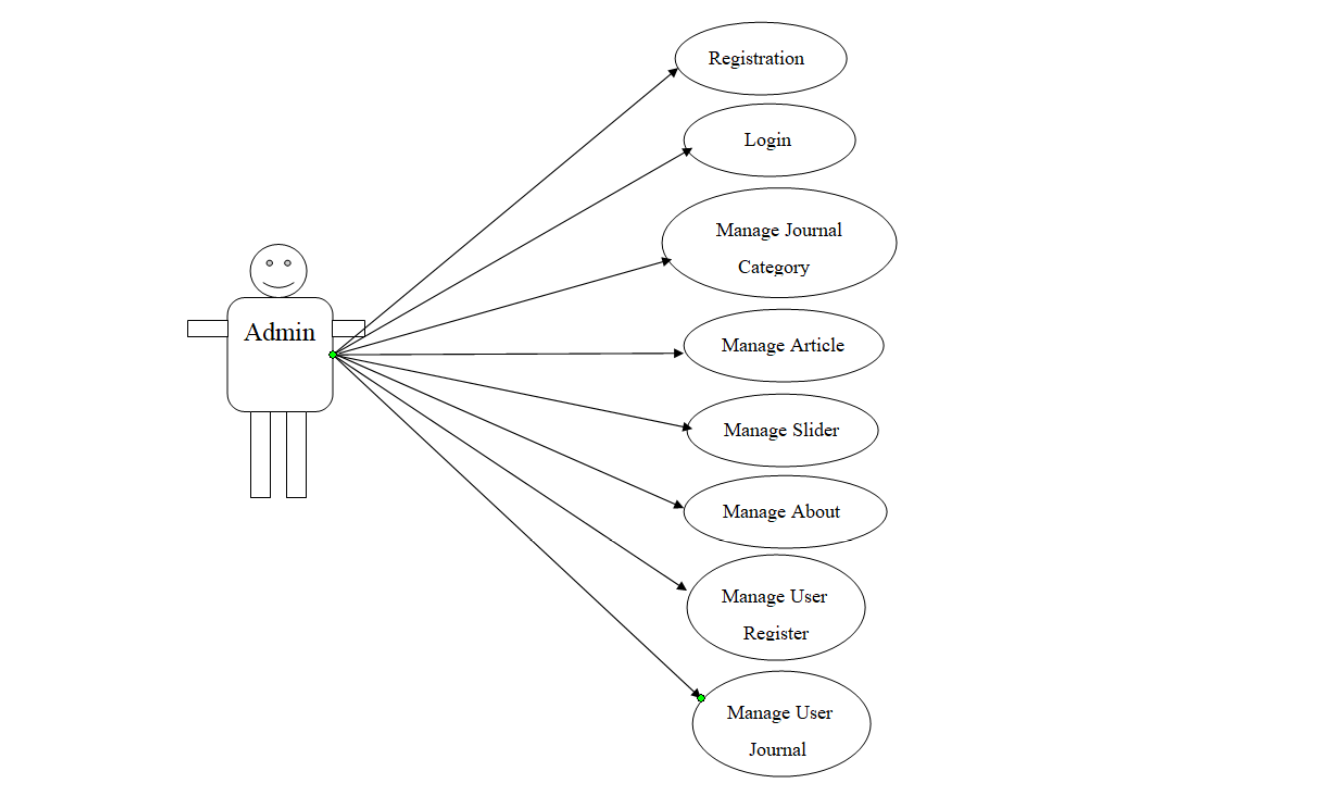 Registration
Login
Manage Journal
Category
Admin
Manage Article
Manage Slider
Manage About
Manage User
Register
Manage User
Journal